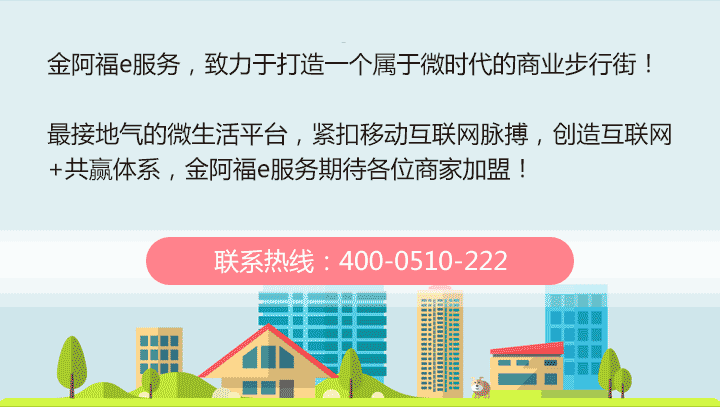 金阿福e服务，致力于打造一个属于微时代的商业步行街！
最接地气的微生活平台，紧扣移动互联网脉搏，创造互联网
+共赢体系，金阿福e服务期待各位商家加盟！
联系热线：400-0510-222